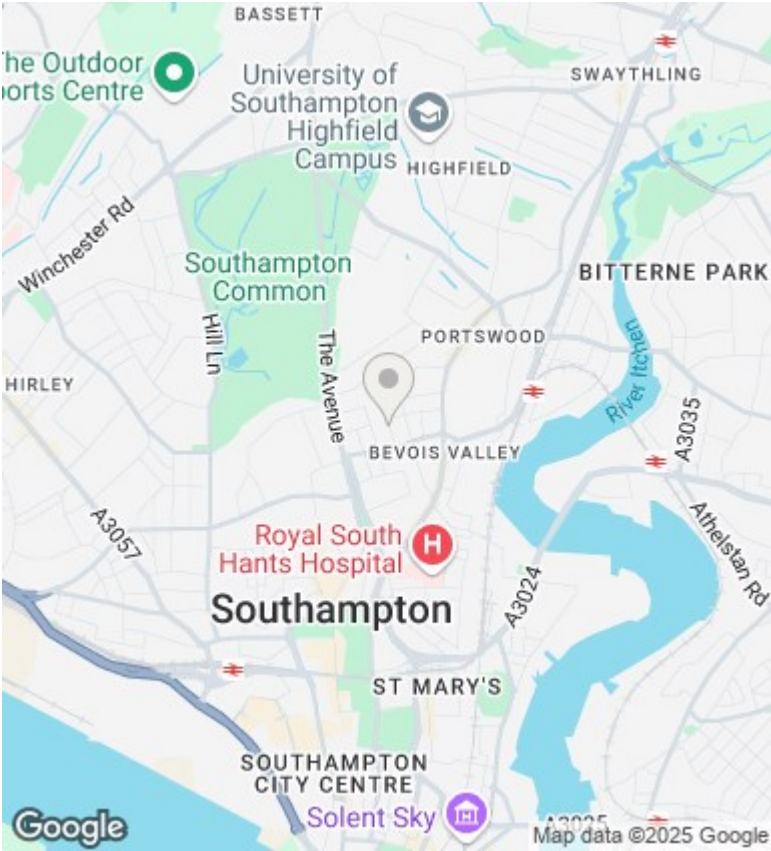 BASSETT
The Outdoor
ports Centre
SWAYTHLING
University of
Southampton
Highfield
Campus
HIGHFIELD
Winchester Rd
Southampton
Common
BITTERNE PARK
Hill Ln
The Avenue
PORTSWOOD
River Itchen
HIRLEY
A3035
BEVOIS VALLEY
A3057
Royal South
Hants Hospital
H
Athelstan Rd
A3024
Southampton
ST MARY'S
SOUTHAMPTON
CITY CENTRE
Solent Sky
A3025
Google
Map data ©2025 Google